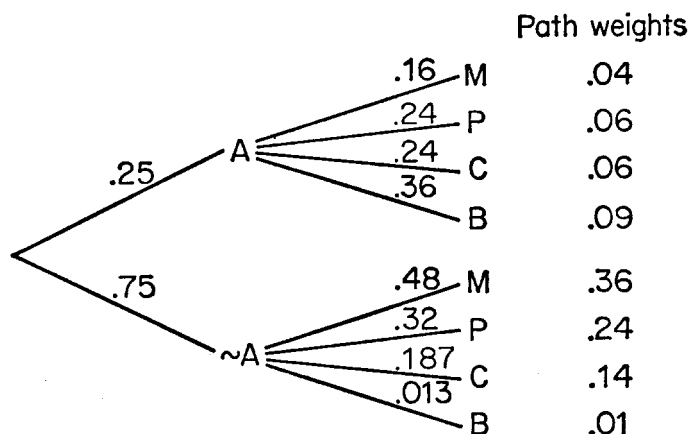 Path weights
.16 M .04
.24 P .06
A
.25
.24 C .06
.36 B .09
.75
.48 M .36
.32 P .24
~A
.187 C .14
.013 B .01